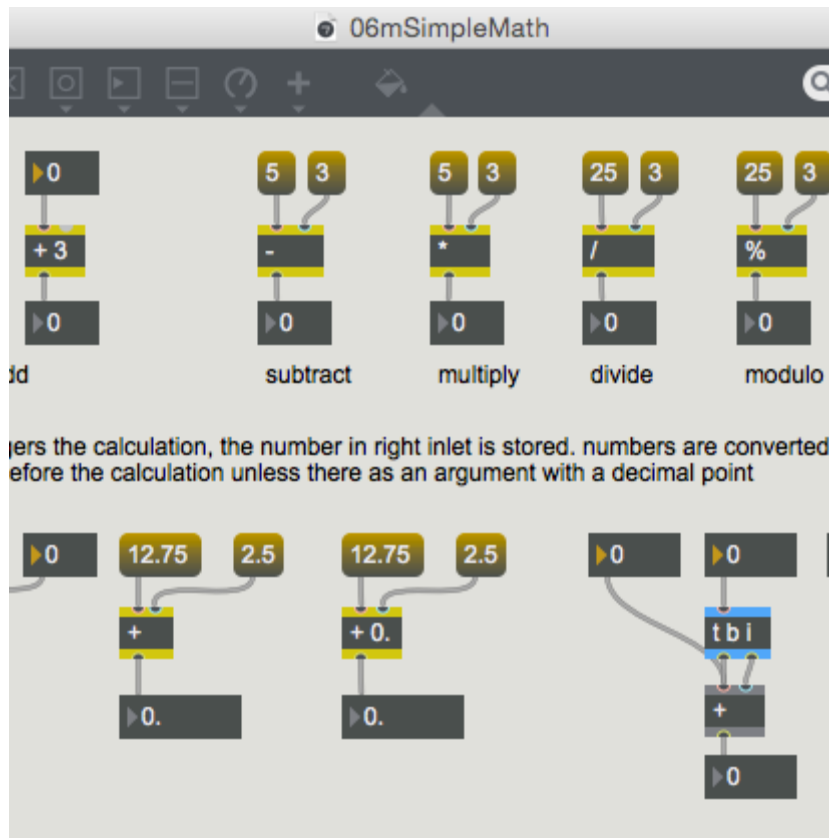 06mSimpleMath
0 5 3 5 3 25 3 25 3
+ 3 - * / %
0 0 0 0 0
dd subtract multiply divide modulo
gers the calculation, the number in right inlet is stored. numbers are converted
efore the calculation unless there as an argument with a decimal point
0 12.75 2.5 12.75 2.5 0 0
+ + 0. t b i
0. 0. +
0